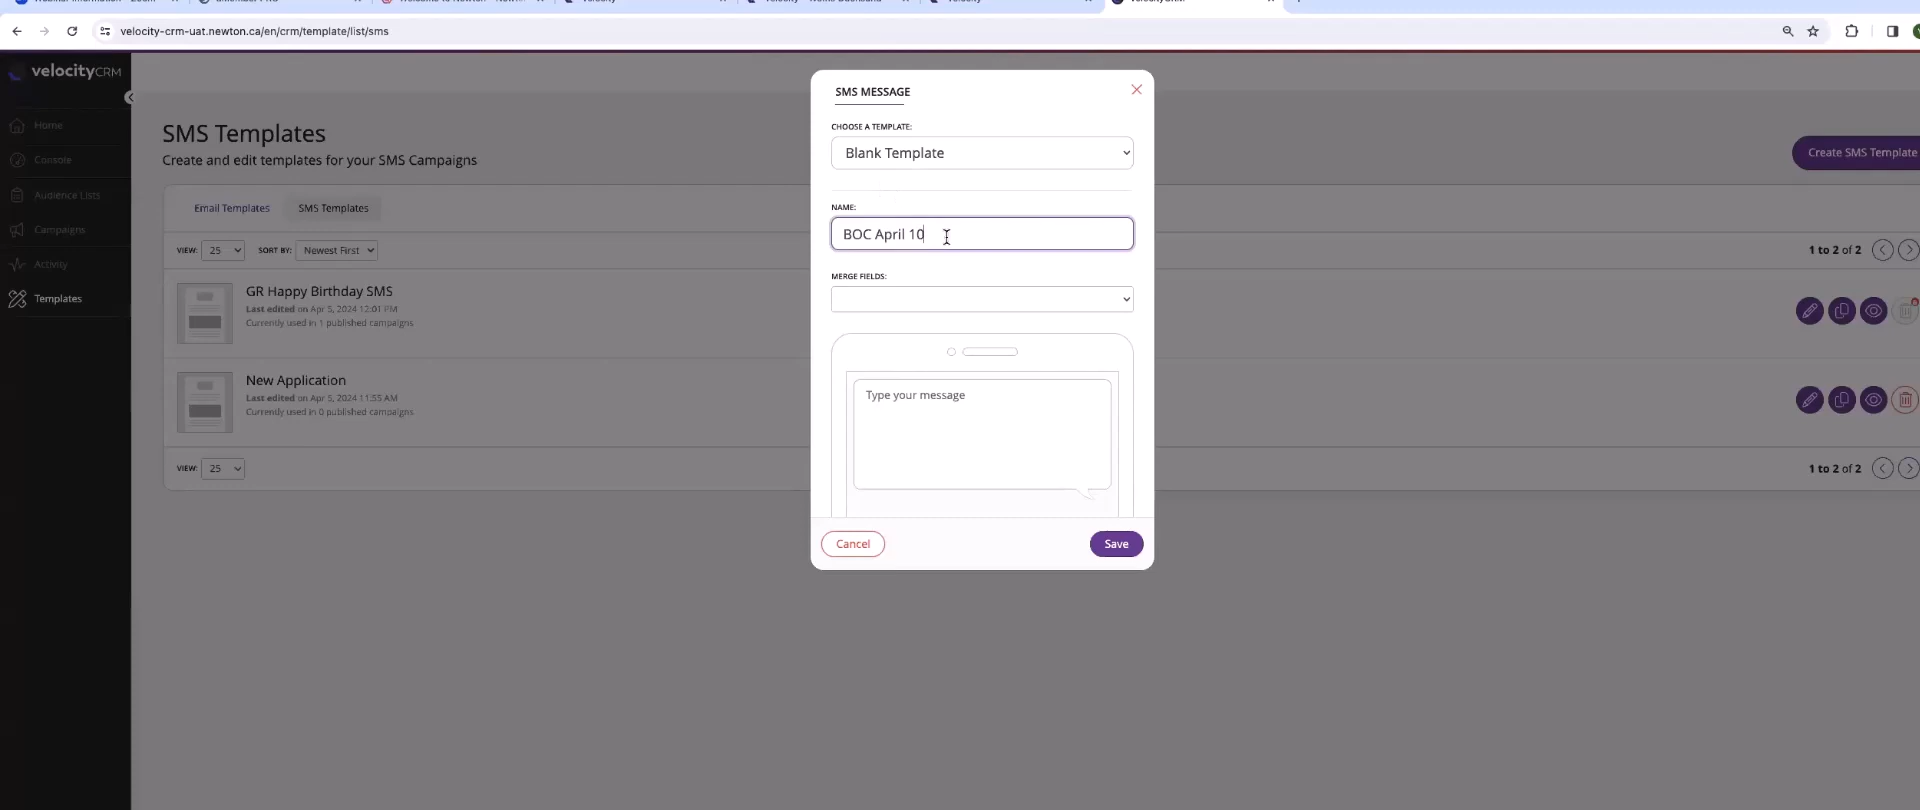 velocity-crm-uat.newton.ca/en/crm/template/list/sms
velocityCRM
Home
Console
Audience Lists
Campaigns
Activity
Templates
SMS Templates
Create and edit templates for your SMS Campaigns
Create SMS Template
Email Templates
SMS Templates
VIEW: 25 SORT BY: Newest First
1 to 2 of 2
GR Happy Birthday SMS
Last edited on Apr 5, 2024 12:01 PM
Currently used in 1 published campaigns
New Application
Last edited on Apr 5, 2024 11:55 AM
Currently used in 0 published campaigns
VIEW: 25
1 to 2 of 2
SMS MESSAGE
CHOOSE A TEMPLATE:
Blank Template
NAME:
BOC April 10
MERGE FIELDS:
Type your message
Cancel
Save